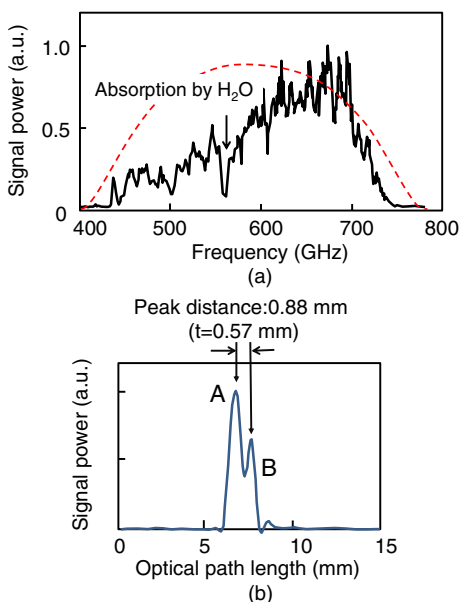 Signal power (a.u.)
1.0
0.5
0
Absorption by H₂O
400 500 600 700 800
Frequency (GHz)
(a)
Peak distance:0.88 mm
(t=0.57 mm)
Signal power (a.u.)
A
B
0 5 10 15
Optical path length (mm)
(b)